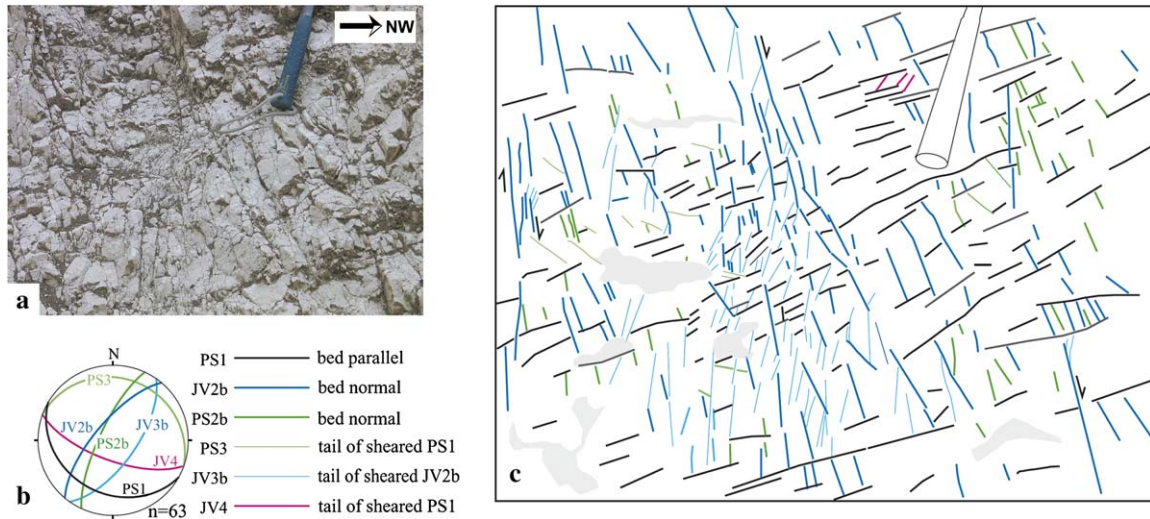 NW
a
c
N
PS3
JV2b
JV3b
PS2b
JV4
PS1
n=63
b
PS1 bed parallel
JV2b bed normal
PS2b bed normal
PS3 tail of sheared PS1
JV3b tail of sheared JV2b
JV4 tail of sheared PS1